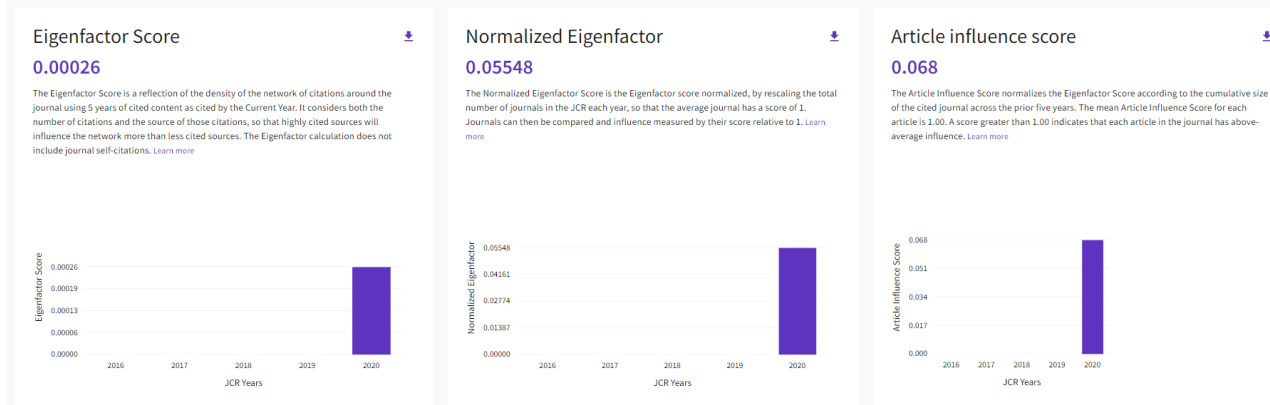 Eigenfactor Score
0.00026
The Eigenfactor Score is a reflection of the density of the network of citations around the
journal using 5 years of cited content as cited by the Current Year. It considers both the
number of citations and the source of those citations, so that highly cited sources will
influence the network more than less cited sources. The Eigenfactor calculation does not
include journal self-citations. Learn more
Eigenfactor Score
0.00026
0.00019
0.00013
0.00006
0.00000
2016 2017 2018 2019 2020
JCR Years
Normalized Eigenfactor
0.05548
The Normalized Eigenfactor Score is the Eigenfactor score normalized, by rescaling the total
number of journals in the JCR each year, so that the average journal has a score of 1.
Journals can then be compared and influence measured by their score relative to 1. Learn
more
Normalized Eigenfactor
0.05548
0.04161
0.02774
0.01387
0.00000
2016 2017 2018 2019 2020
JCR Years
Article influence score
0.068
The Article Influence Score normalizes the Eigenfactor Score according to the cumulative size
of the cited journal across the prior five years. The mean Article Influence Score for each
article is 1.00. A score greater than 1.00 indicates that each article in the journal has above-
average influence. Learn more
Article Influence Score
0.068
0.051
0.034
0.017
0.000
2016 2017 2018 2019 2020
JCR Years